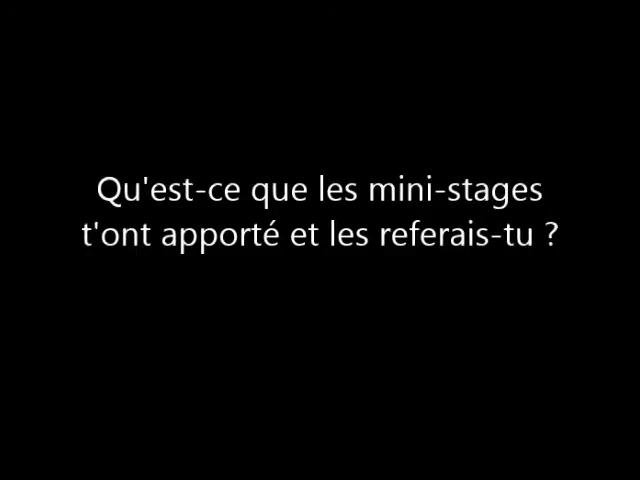 Qu'est-ce que les mini-stages
t'ont apporté et les referais-tu ?